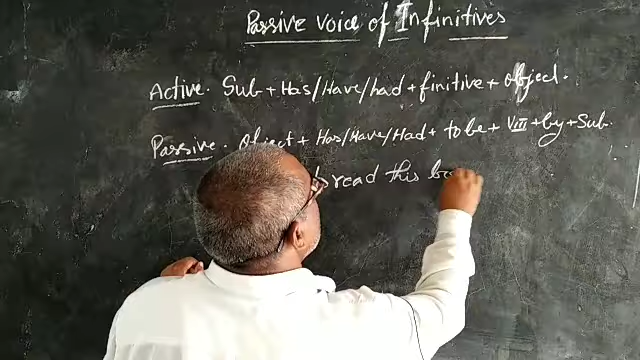 Passive Voice of Infinitives
Active. Sub + Has/Have/had + finitive + object.
Passive. Object + Has/Have/Had + to be + VIII + by + Sub.
read this